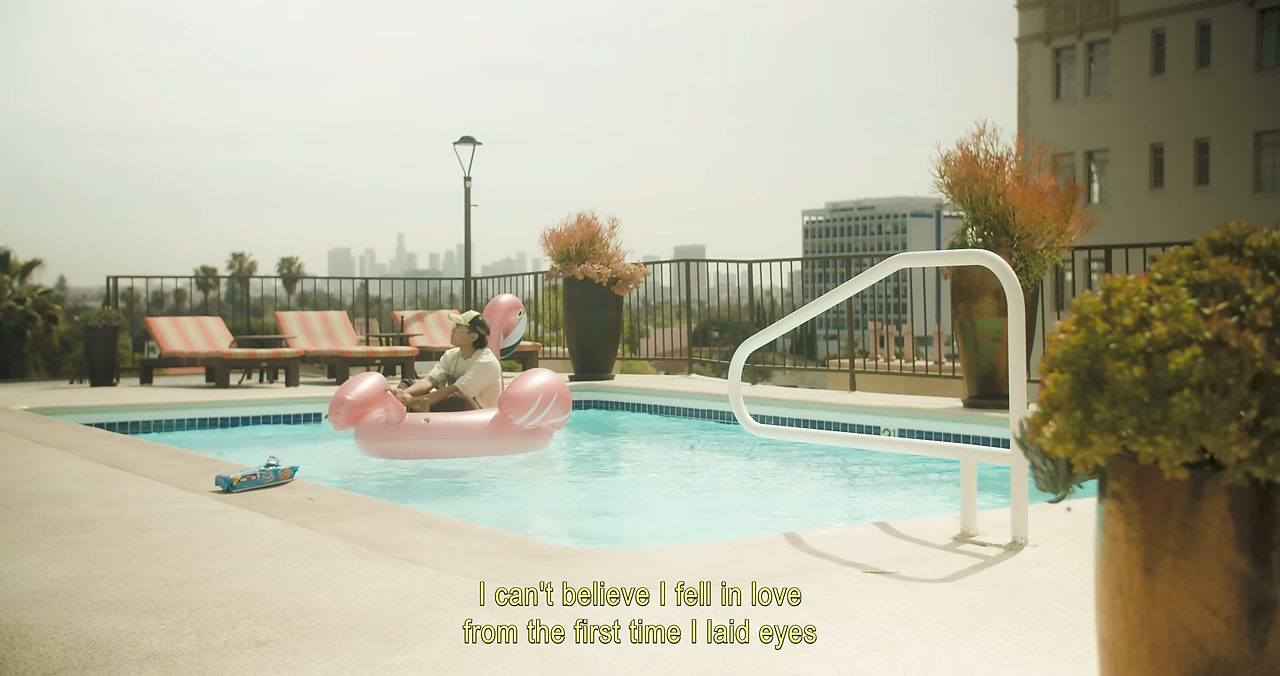 I can't believe I fell in love
from the first time I laid eyes